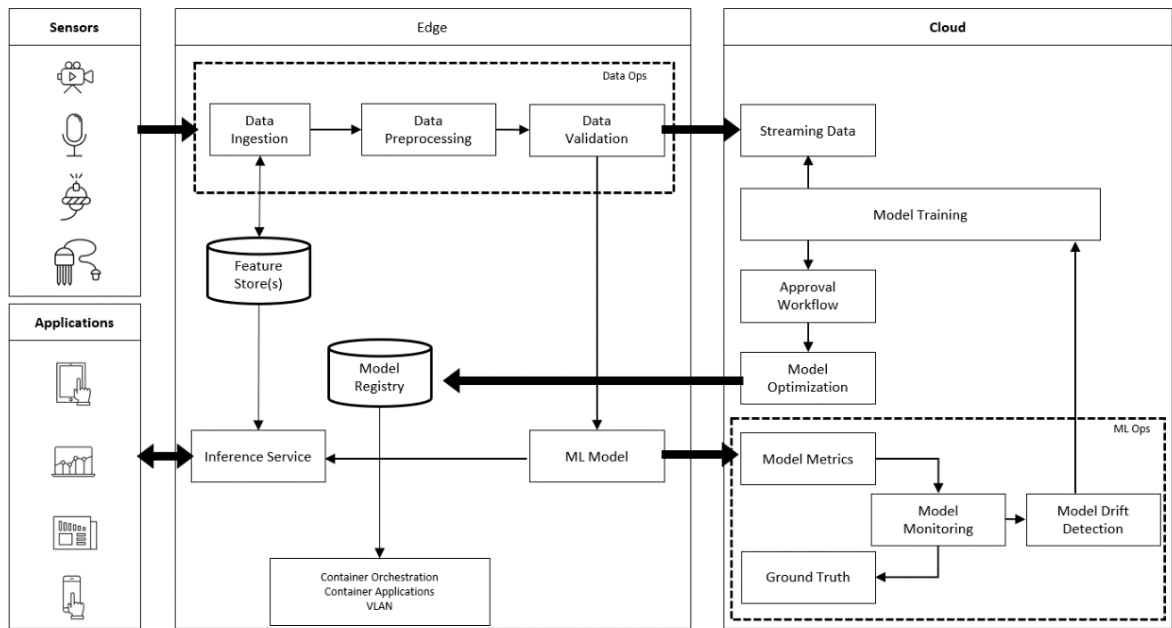 Sensors
Edge
Cloud
Data Ops
Data
Ingestion
Data
Preprocessing
Data
Validation
Streaming Data
Model Training
Feature
Store(s)
Approval
Workflow
Applications
Model
Registry
Model
Optimization
ML Ops
Inference Service
ML Model
Model Metrics
Model
Monitoring
Model Drift
Detection
Ground Truth
Container Orchestration
Container Applications
VLAN